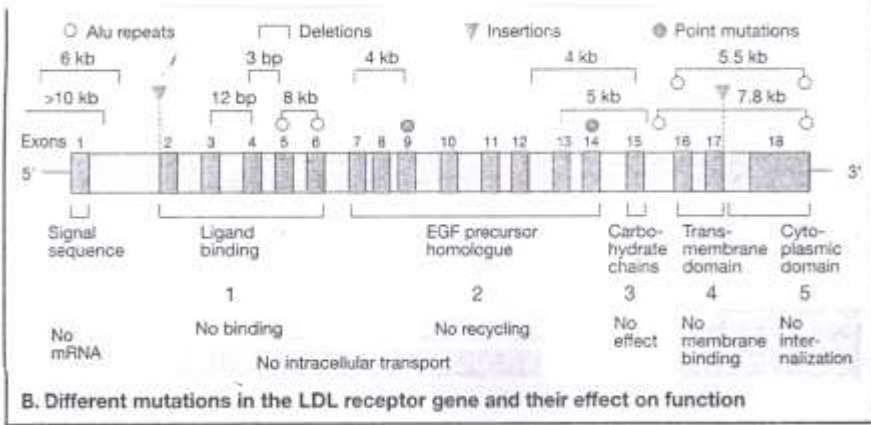 Alu repeats Deletions Insertions Point mutations
6 kb 3 bp 4 kb 4 kb 5.5 kb
>10 kb 12 bp 8 kb 5 kb 7.8 kb
Exons 1 2 3 4 5 6 7 8 9 10 11 12 13 14 15 16 17 18
5' 3'
Signal sequence
Ligand binding
EGF precursor homologue
Carbo-hydrate chains
Trans-membrane domain
Cyto-plasmic domain
1 2 3 4 5
No mRNA
No binding
No recycling
No effect
No membrane binding
No inter-nalization
No intracellular transport
B. Different mutations in the LDL receptor gene and their effect on function